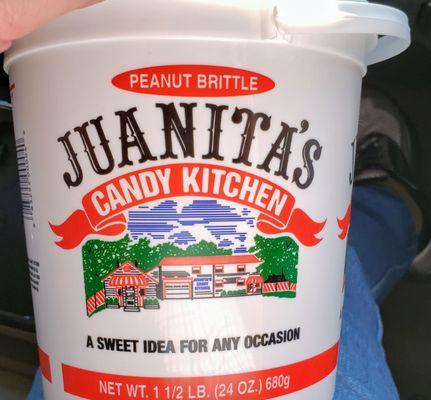 PEANUT BRITTLE
JUANITA'S
CANDY KITCHEN
A SWEET IDEA FOR ANY OCCASION
NET WT. 1 1/2 LB. (24 OZ.) 680g